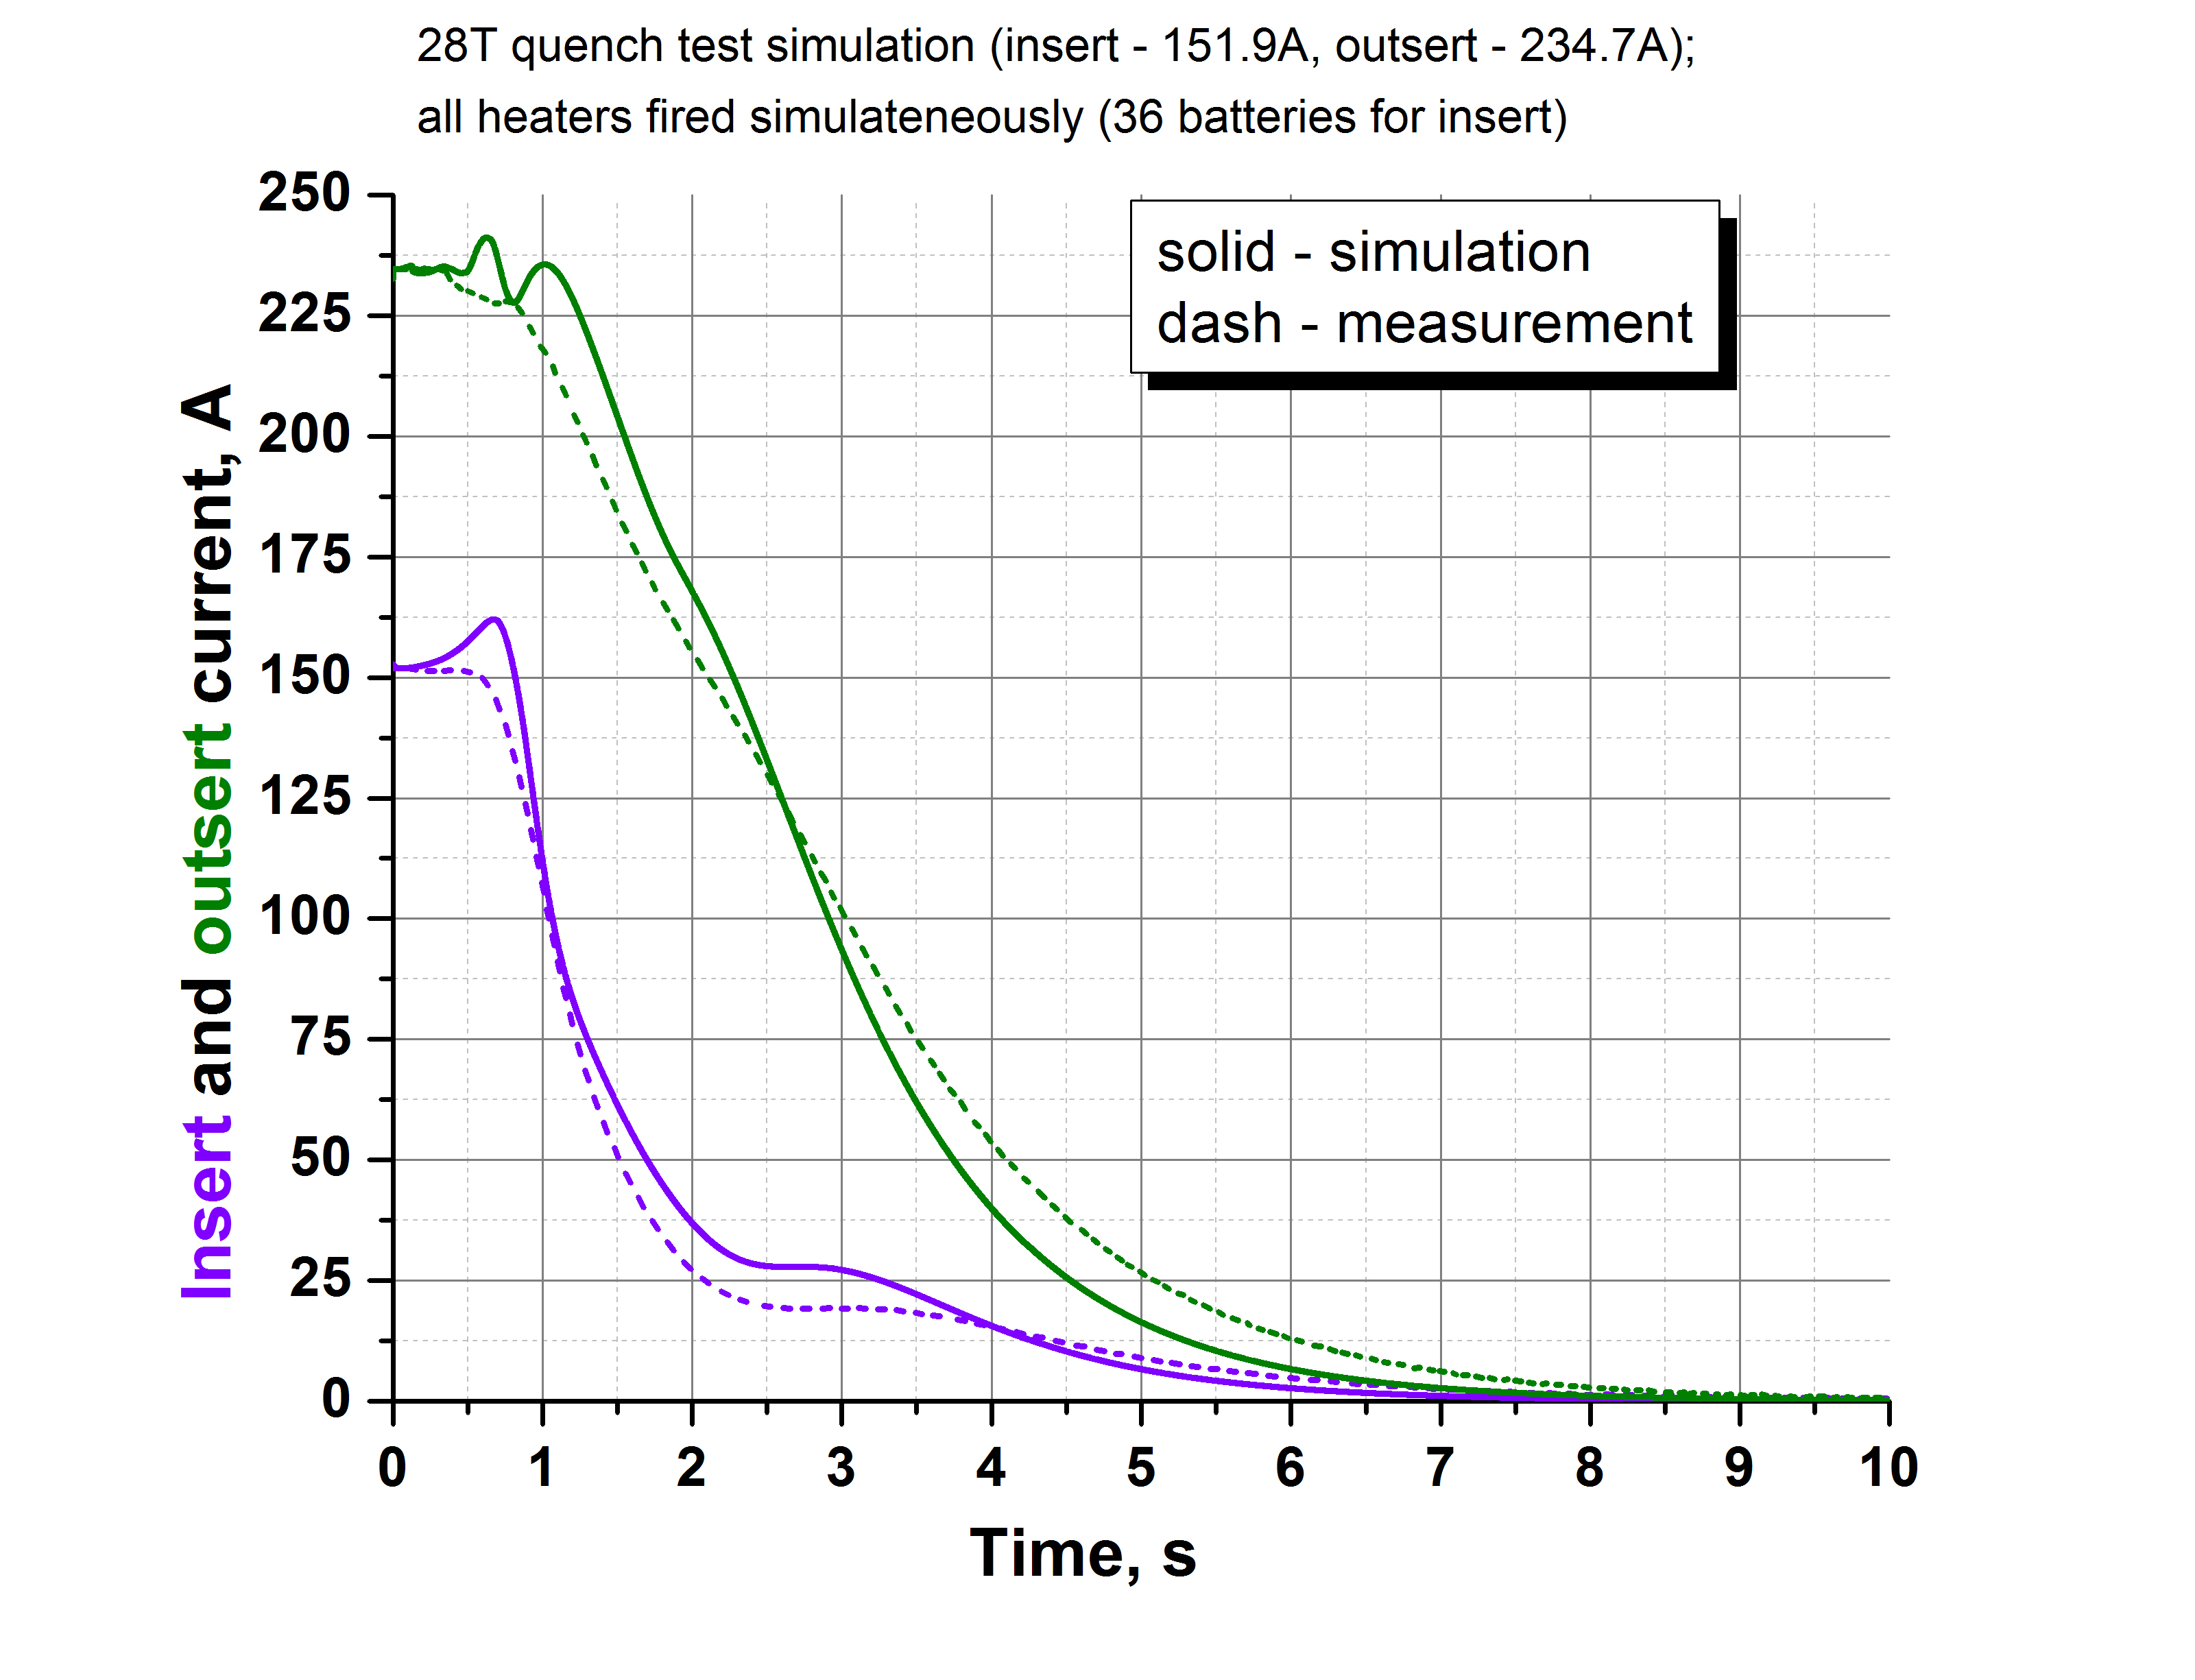 28T quench test simulation (insert - 151.9A, outsert - 234.7A);
all heaters fired simulateneously (36 batteries for insert)
solid - simulation
dash - measurement
Insert and outsert current, A
250
225
200
175
150
125
100
75
50
25
0
0 1 2 3 4 5 6 7 8 9 10
Time, s